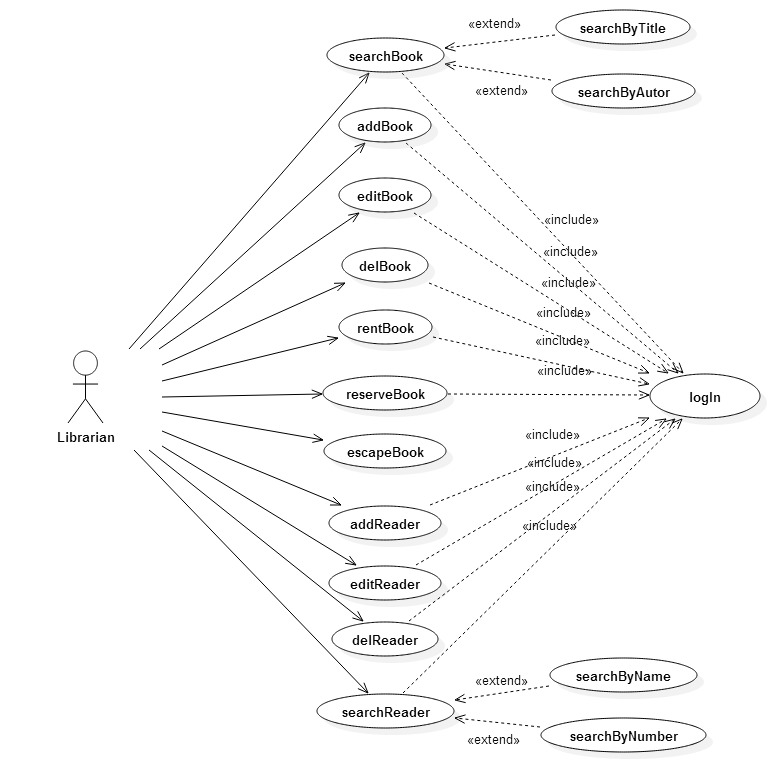 «extend»
searchByTitle
searchBook
«extend»
searchByAutor
addBook
editBook
«include»
«include»
delBook
«include»
«include»
rentBook
«include»
«include»
reserveBook
logIn
Librarian
«include»
escapeBook
«include»
«include»
addReader
«include»
editReader
delReader
«extend»
searchByName
searchReader
«extend»
searchByNumber